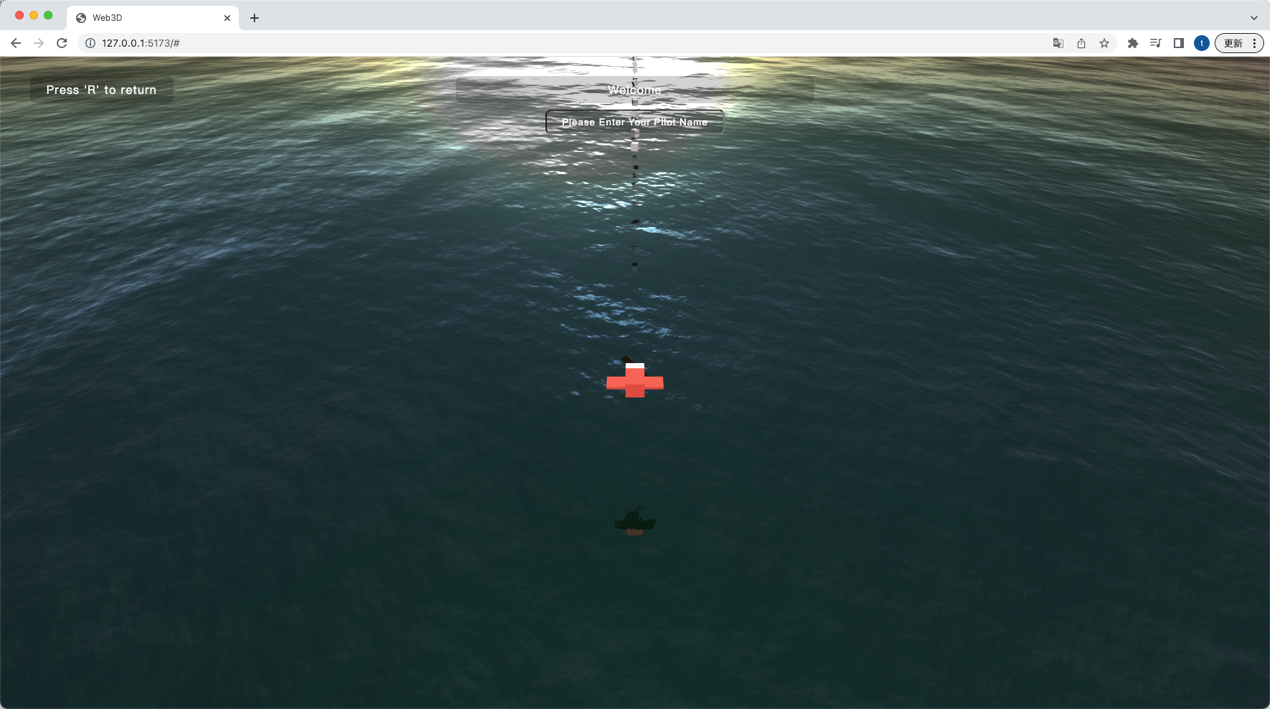 Web3D
127.0.0.1:5173/#
t
更新
Press 'R' to return
Welcome
Please Enter Your Pilot Name